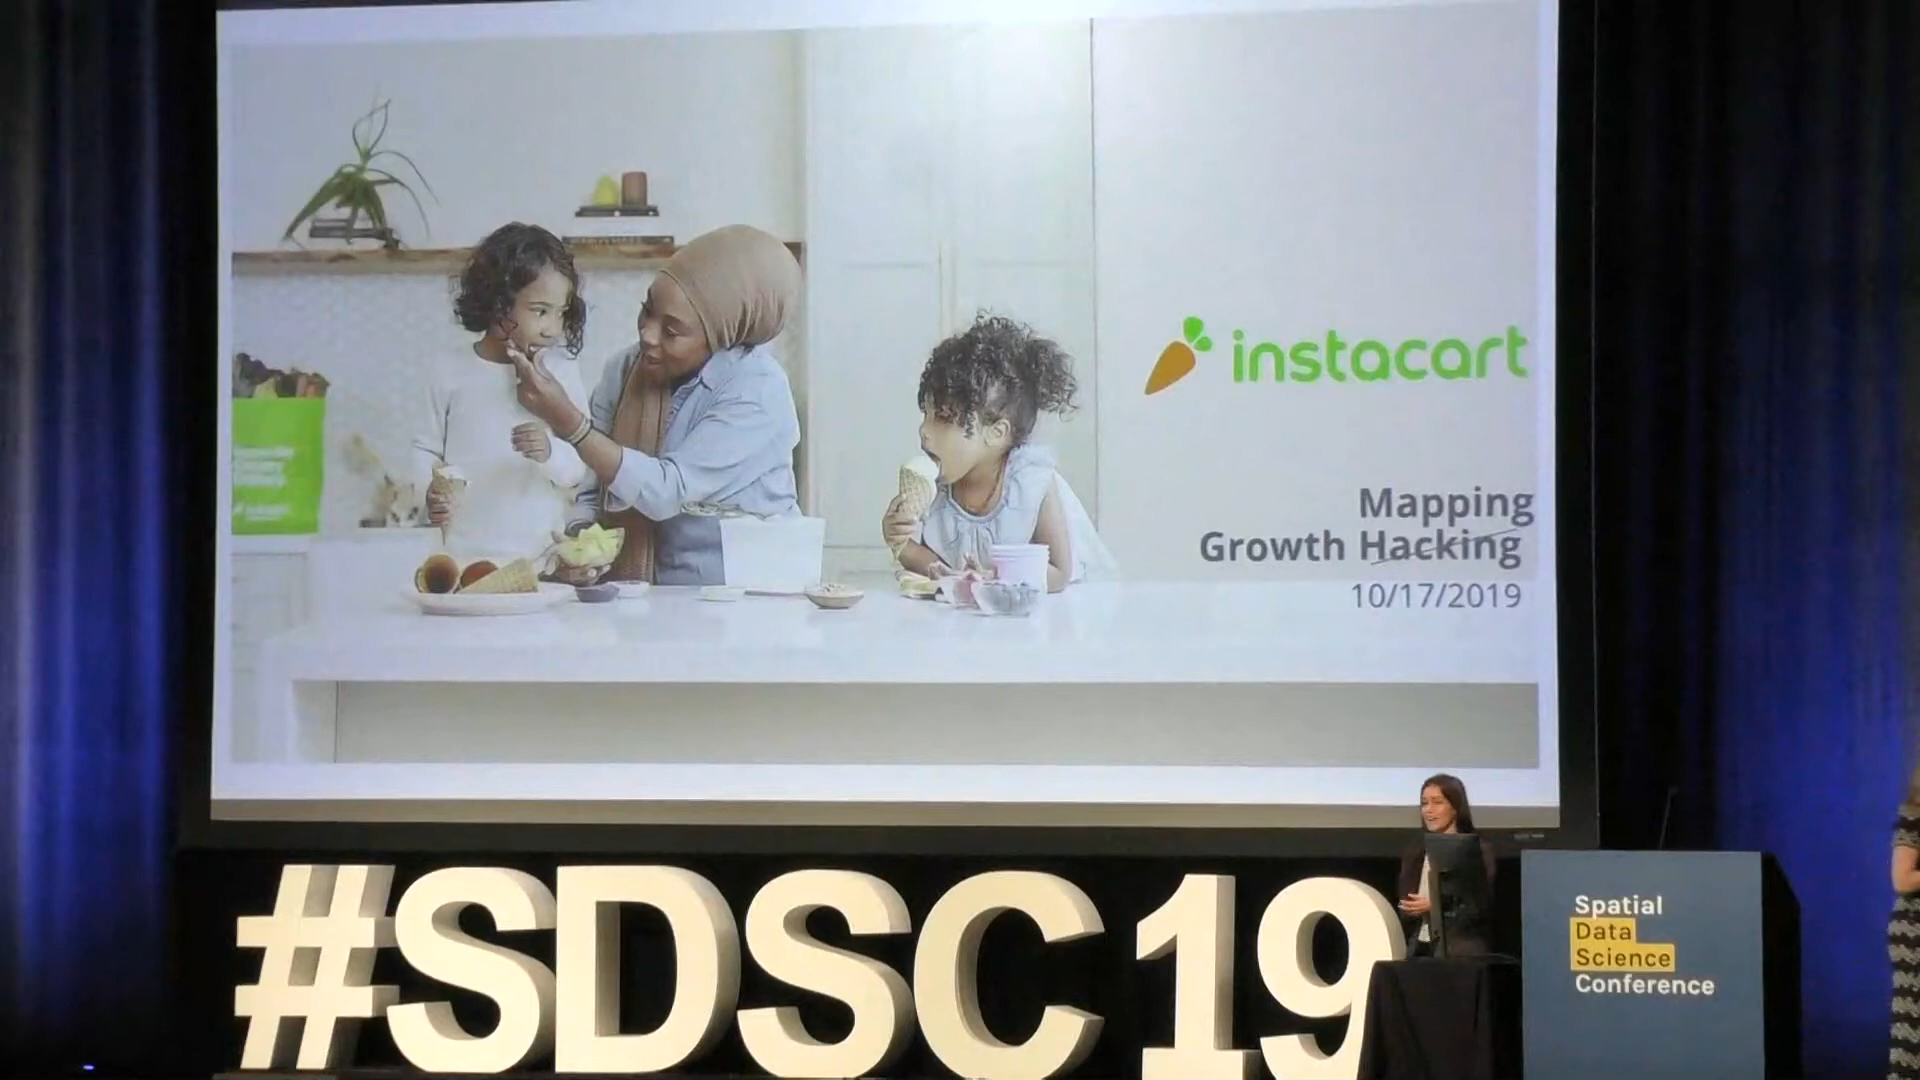 instacart
Mapping
Growth Hacking
10/17/2019
#SDSC19
Spatial
Data
Science
Conference